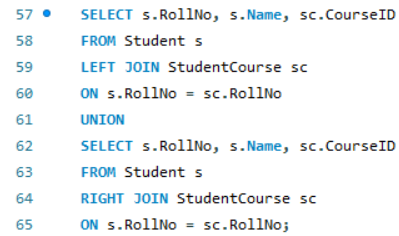 57 SELECT s.RollNo, s.Name, sc.CourseID
58 FROM Student s
59 LEFT JOIN StudentCourse sc
60 ON s.RollNo = sc.RollNo
61 UNION
62 SELECT s.RollNo, s.Name, sc.CourseID
63 FROM Student s
64 RIGHT JOIN StudentCourse sc
65 ON s.RollNo = sc.RollNo;